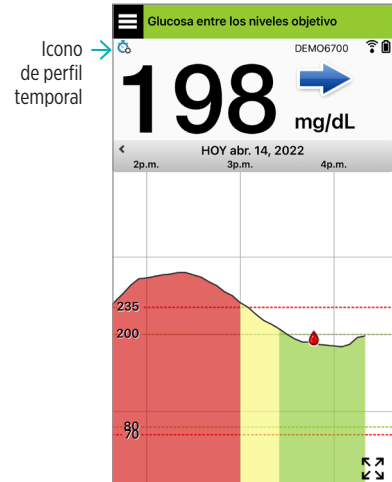 Glucosa entre los niveles objetivo
Icono
de perfil
temporal
DEMO6700
198
mg/dL
HOY abr. 14, 2022
2p.m. 3p.m. 4p.m.
235
200
80
70